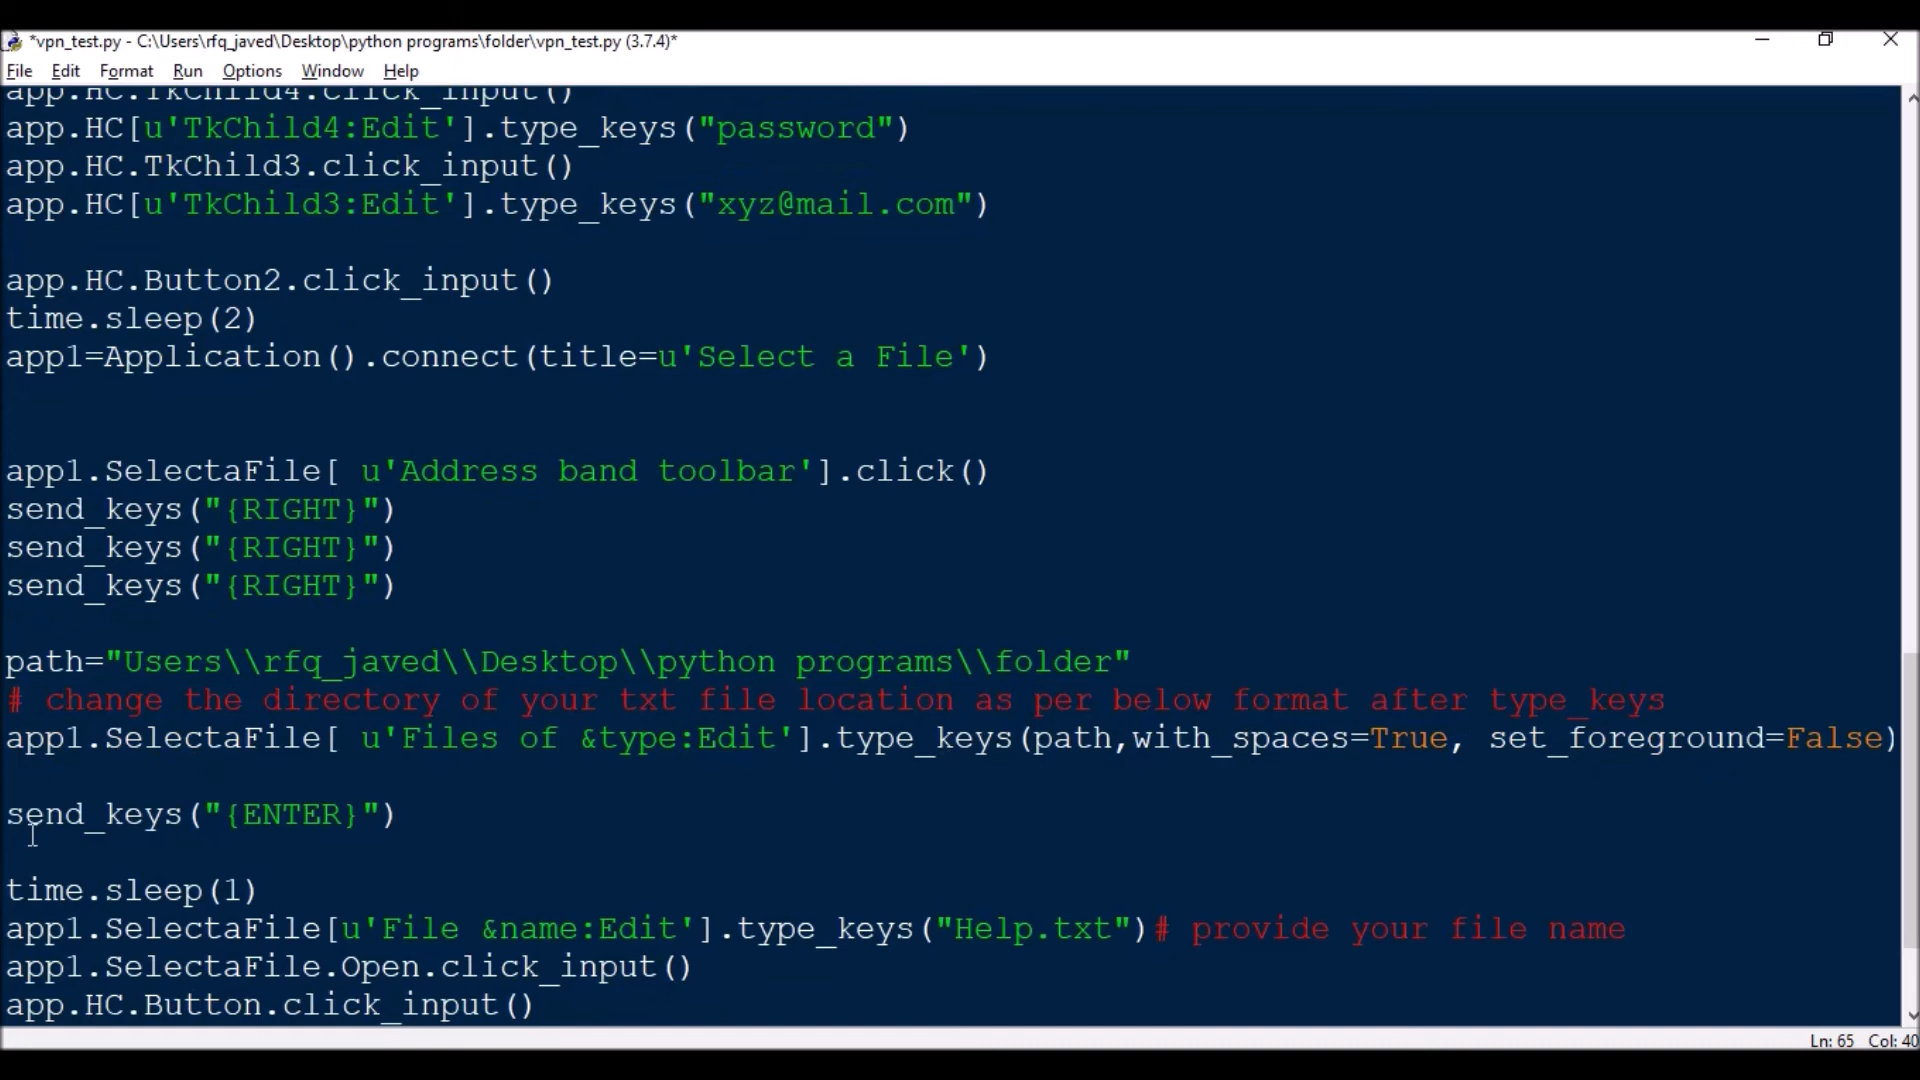 *vpn_test.py - C:\Users\rfq_javed\Desktop\python programs\folder\vpn_test.py (3.7.4)*
File Edit Format Run Options Window Help
app.HC.TkChild4.click_input()
app.HC[u'TkChild4:Edit'].type_keys("password")
app.HC.TkChild3.click_input()
app.HC[u'TkChild3:Edit'].type_keys("xyz@mail.com")
app.HC.Button2.click_input()
time.sleep(2)
app1=Application().connect(title=u'Select a File')
app1.SelectaFile[ u'Address band toolbar'].click()
send_keys("{RIGHT}")
send_keys("{RIGHT}")
send_keys("{RIGHT}")
path="Users\\rfq_javed\\Desktop\\python programs\\folder"
# change the directory of your txt file location as per below format after type_keys
app1.SelectaFile[ u'Files of &type:Edit'].type_keys(path,with_spaces=True, set_foreground=False)
send_keys("{ENTER}")
time.sleep(1)
app1.SelectaFile[u'File &name:Edit'].type_keys("Help.txt")# provide your file name
app1.SelectaFile.Open.click_input()
app.HC.Button.click_input()
Ln: 65 Col: 40